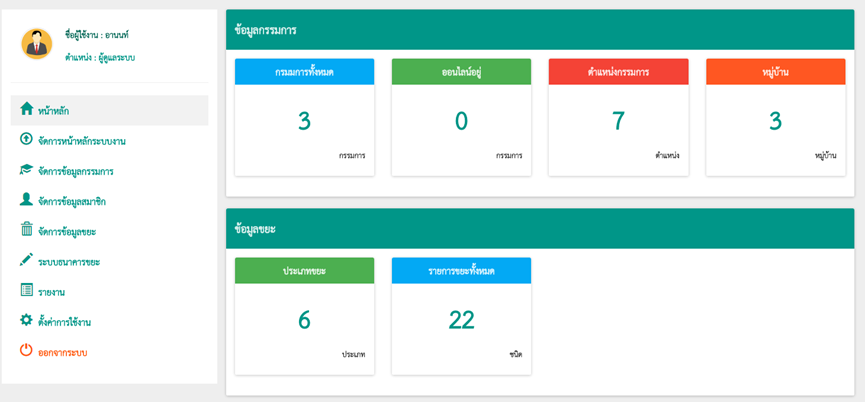 ชื่อผู้ใช้งาน : อานนท์
ตำแหน่ง : ผู้ดูแลระบบ
หน้าหลัก
จัดการหน้าหลักระบบงาน
จัดการข้อมูลกรรมการ
จัดการข้อมูลสมาชิก
จัดการข้อมูลขยะ
ระบบธนาคารขยะ
รายงาน
ตั้งค่าการใช้งาน
ออกจากระบบ
ข้อมูลกรรมการ
กรมมการทั้งหมด
3
กรรมการ
ออนไลน์อยู่
0
กรรมการ
ตำแหน่งกรรมการ
7
ตำแหน่ง
หมู่บ้าน
3
หมู่บ้าน
ข้อมูลขยะ
ประเภทขยะ
6
ประเภท
รายการขยะทั้งหมด
22
ชนิด